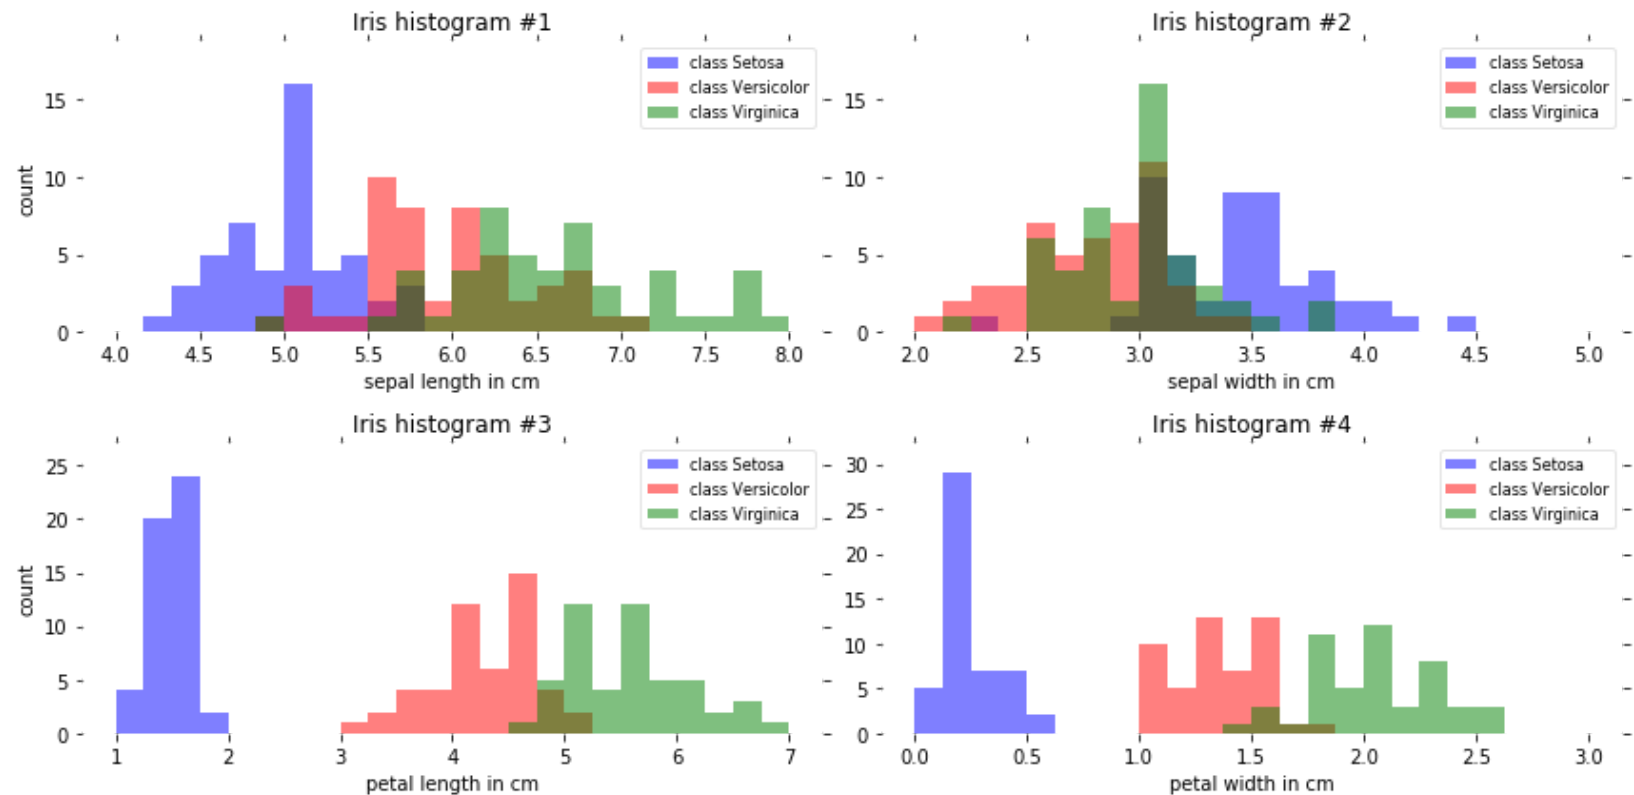 Iris histogram #1
class Setosa
class Versicolor
class Virginica
15
10
5
0
count
4.0 4.5 5.0 5.5 6.0 6.5 7.0 7.5 8.0
sepal length in cm
Iris histogram #2
class Setosa
class Versicolor
class Virginica
15
10
5
0
2.0 2.5 3.0 3.5 4.0 4.5 5.0
sepal width in cm
Iris histogram #3
class Setosa
class Versicolor
class Virginica
25
20
15
10
5
0
count
1 2 3 4 5 6 7
petal length in cm
Iris histogram #4
class Setosa
class Versicolor
class Virginica
30
25
20
15
10
5
0
0.0 0.5 1.0 1.5 2.0 2.5 3.0
petal width in cm